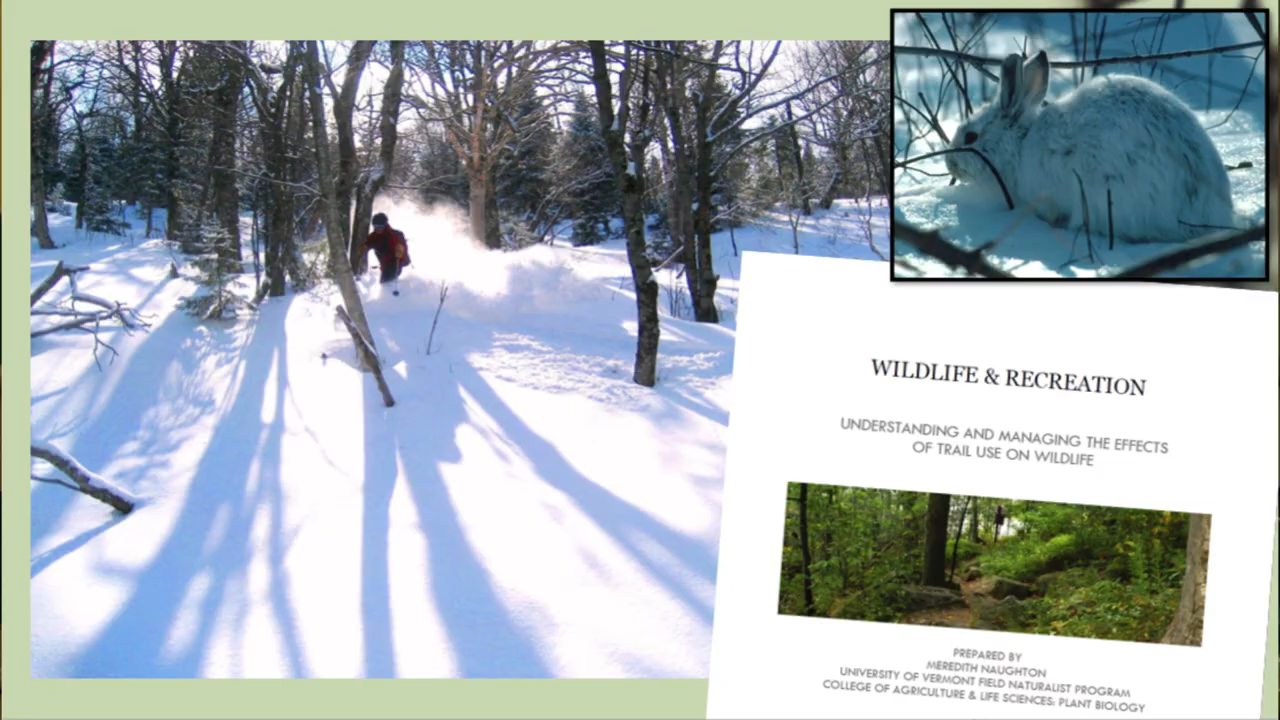 WILDLIFE & RECREATION
UNDERSTANDING AND MANAGING THE EFFECTS
OF TRAIL USE ON WILDLIFE
PREPARED BY
MEREDITH NAUGHTON
UNIVERSITY OF VERMONT FIELD NATURALIST PROGRAM
COLLEGE OF AGRICULTURE & LIFE SCIENCES: PLANT BIOLOGY